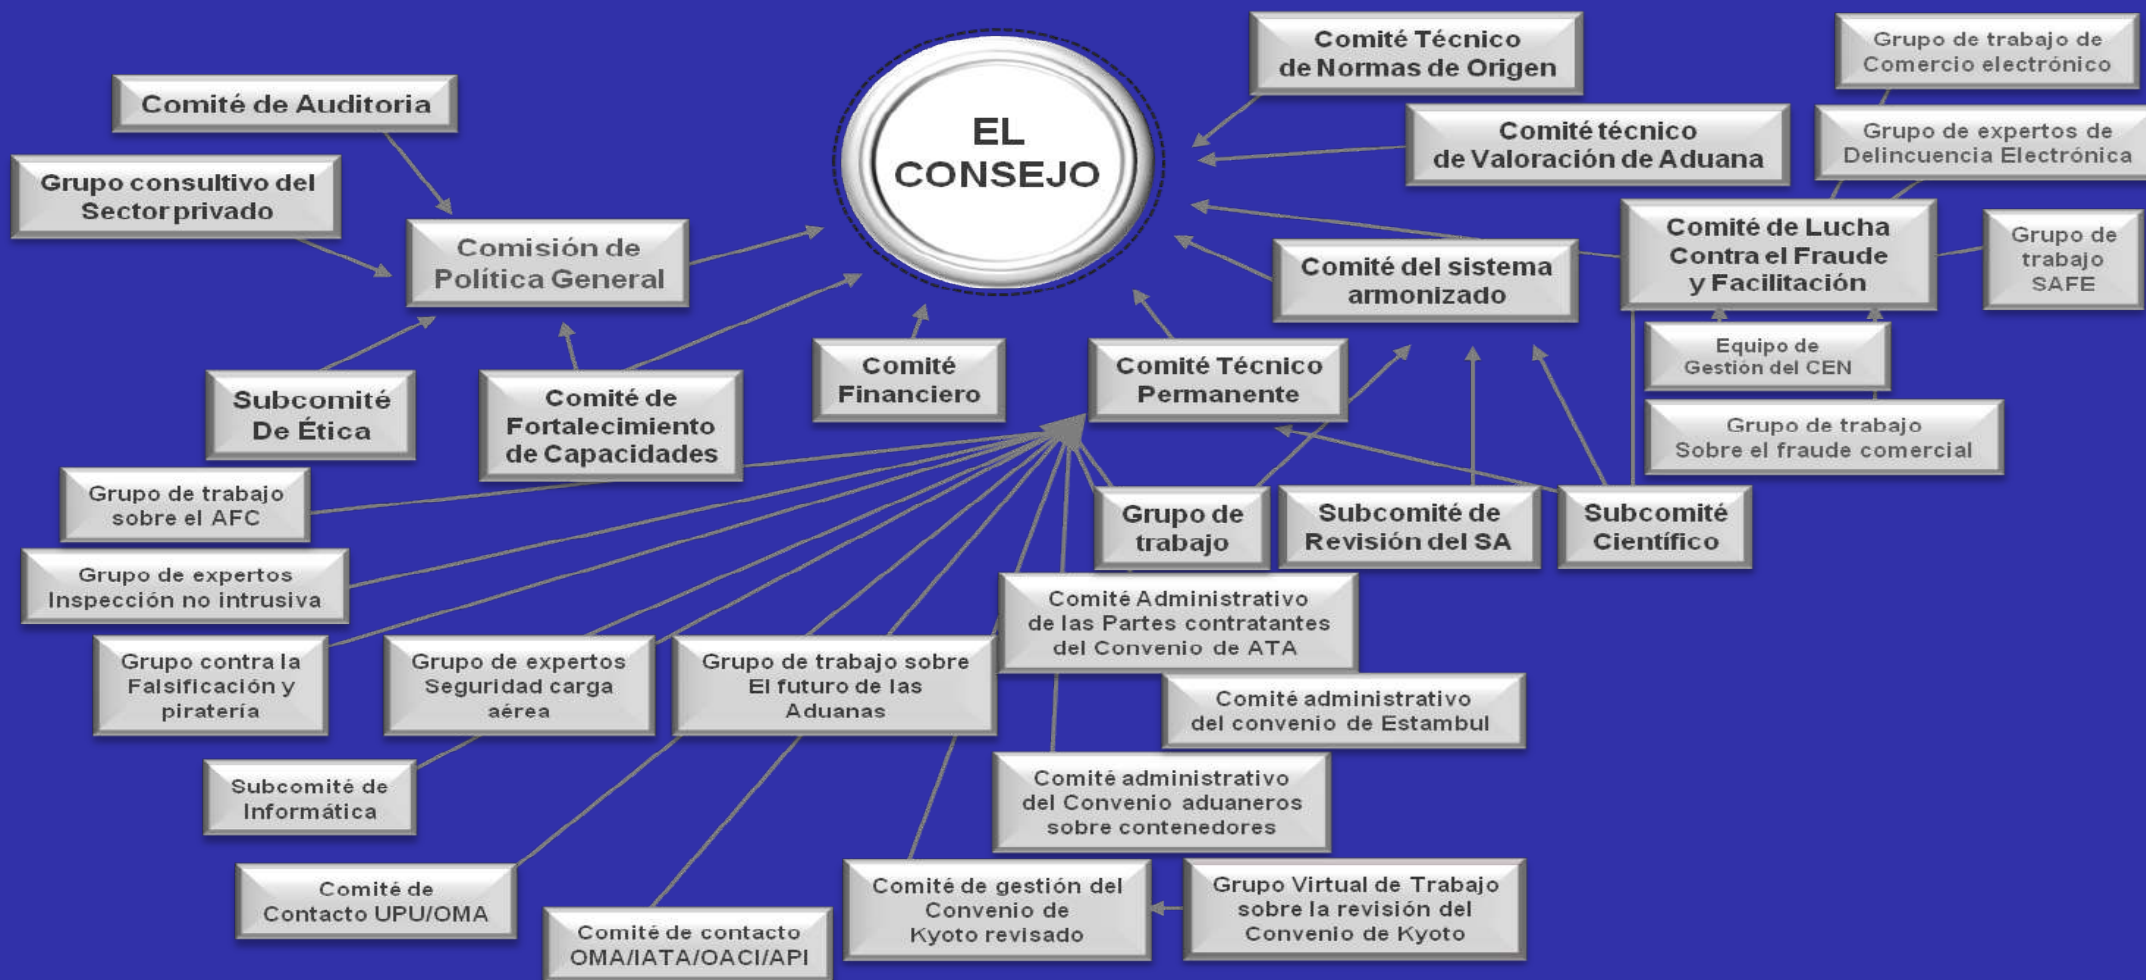 EL
CONSEJO
Comité Técnico
de Normas de Origen
Grupo de trabajo de
Comercio electrónico
Comité de Auditoria
Comité técnico
de Valoración de Aduana
Grupo de expertos de
Delincuencia Electrónica
Grupo consultivo del
Sector privado
Comisión de
Política General
Comité del sistema
armonizado
Comité de Lucha
Contra el Fraude
y Facilitación
Grupo de
trabajo
SAFE
Subcomité
De Ética
Comité de
Fortalecimiento
de Capacidades
Comité
Financiero
Comité Técnico
Permanente
Equipo de
Gestión del CEN
Grupo de trabajo
Sobre el fraude comercial
Grupo de trabajo
sobre el AFC
Grupo de
trabajo
Subcomité de
Revisión del SA
Subcomité
Científico
Grupo de expertos
Inspección no intrusiva
Comité Administrativo
de las Partes contratantes
del Convenio de ATA
Grupo contra la
Falsificación y
piratería
Grupo de expertos
Seguridad carga
aérea
Grupo de trabajo sobre
El futuro de las
Aduanas
Comité administrativo
del convenio de Estambul
Subcomité de
Informática
Comité administrativo
del Convenio aduaneros
sobre contenedores
Comité de
Contacto UPU/OMA
Comité de contacto
OMA/IATA/OACI/API
Comité de gestión del
Convenio de
Kyoto revisado
Grupo Virtual de Trabajo
sobre la revisión del
Convenio de Kyoto